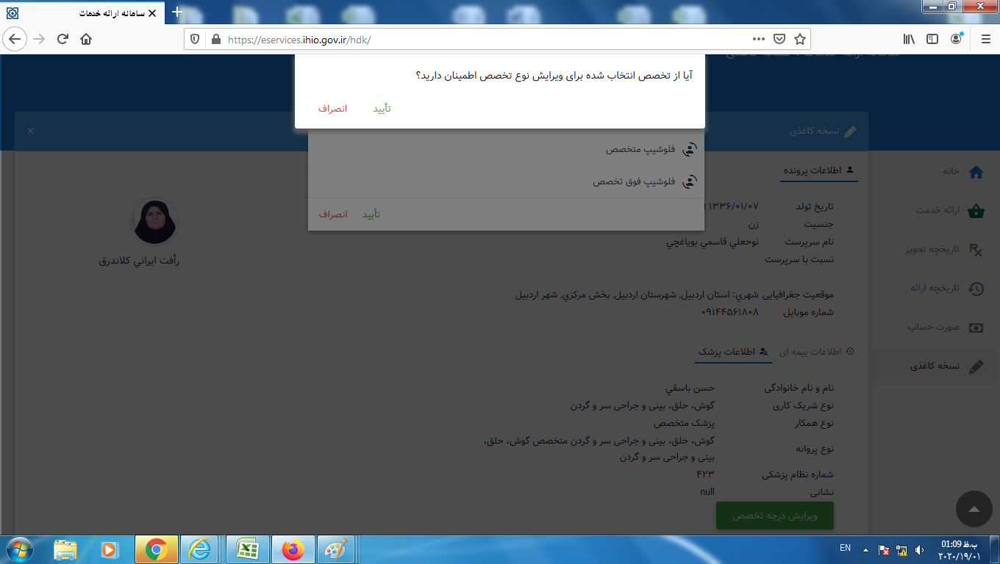 سامانه ارائه خدمات
https://eservices.ihio.gov.ir/hdk/
آیا از تخصص انتخاب شده برای ویرایش نوع تخصص اطمینان دارید؟
تأیید
انصراف
نسخه کاغذی
فلوشیپ متخصص
فلوشیپ فوق تخصص
تأیید
انصراف
خانه
ارائه خدمت
تاریخچه تجویز
تاریخچه ارائه
صورت حساب
نسخه کاغذی
اطلاعات پرونده
تاریخ تولد ۱۳۳۶/۰۱/۰۷
جنسیت زن
نام سرپرست نوحعلي قاسمي بوياغچي
نسبت با سرپرست
رأفت ايراني كلاندرق
موقعیت جغرافیایی شهري: استان اردبیل, شهرستان اردبیل, بخش مرکزي, شهر اردبیل
شماره موبایل ۰۹۱۴۴۵۶۱۸۰۸
اطلاعات بیمه ای
اطلاعات پزشک
نام و نام خانوادگی حسن باسقي
نوع شریک کاری گوش، حلق، بینی و جراحی سر و گردن
نوع همکار پزشک متخصص
نوع پروانه گوش، حلق، بینی و جراحی سر و گردن متخصص گوش، حلق،
بینی و جراحی سر و گردن
شماره نظام پزشکی ۴۲۳
نشانی null
ویرایش درجه تخصص
EN
01:09 ب.ظ
۲۰۲۰/۱۹/۰۱